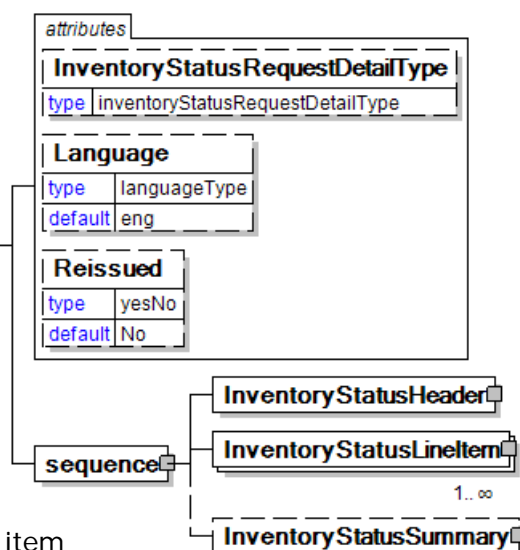 attributes
InventoryStatusRequestDetailType
type inventoryStatusRequestDetailType
Language
type languageType
default eng
Reissued
type yesNo
default No
InventoryStatusHeader
InventoryStatusLineItem
sequence
1.. ∞
item
InventoryStatusSummary